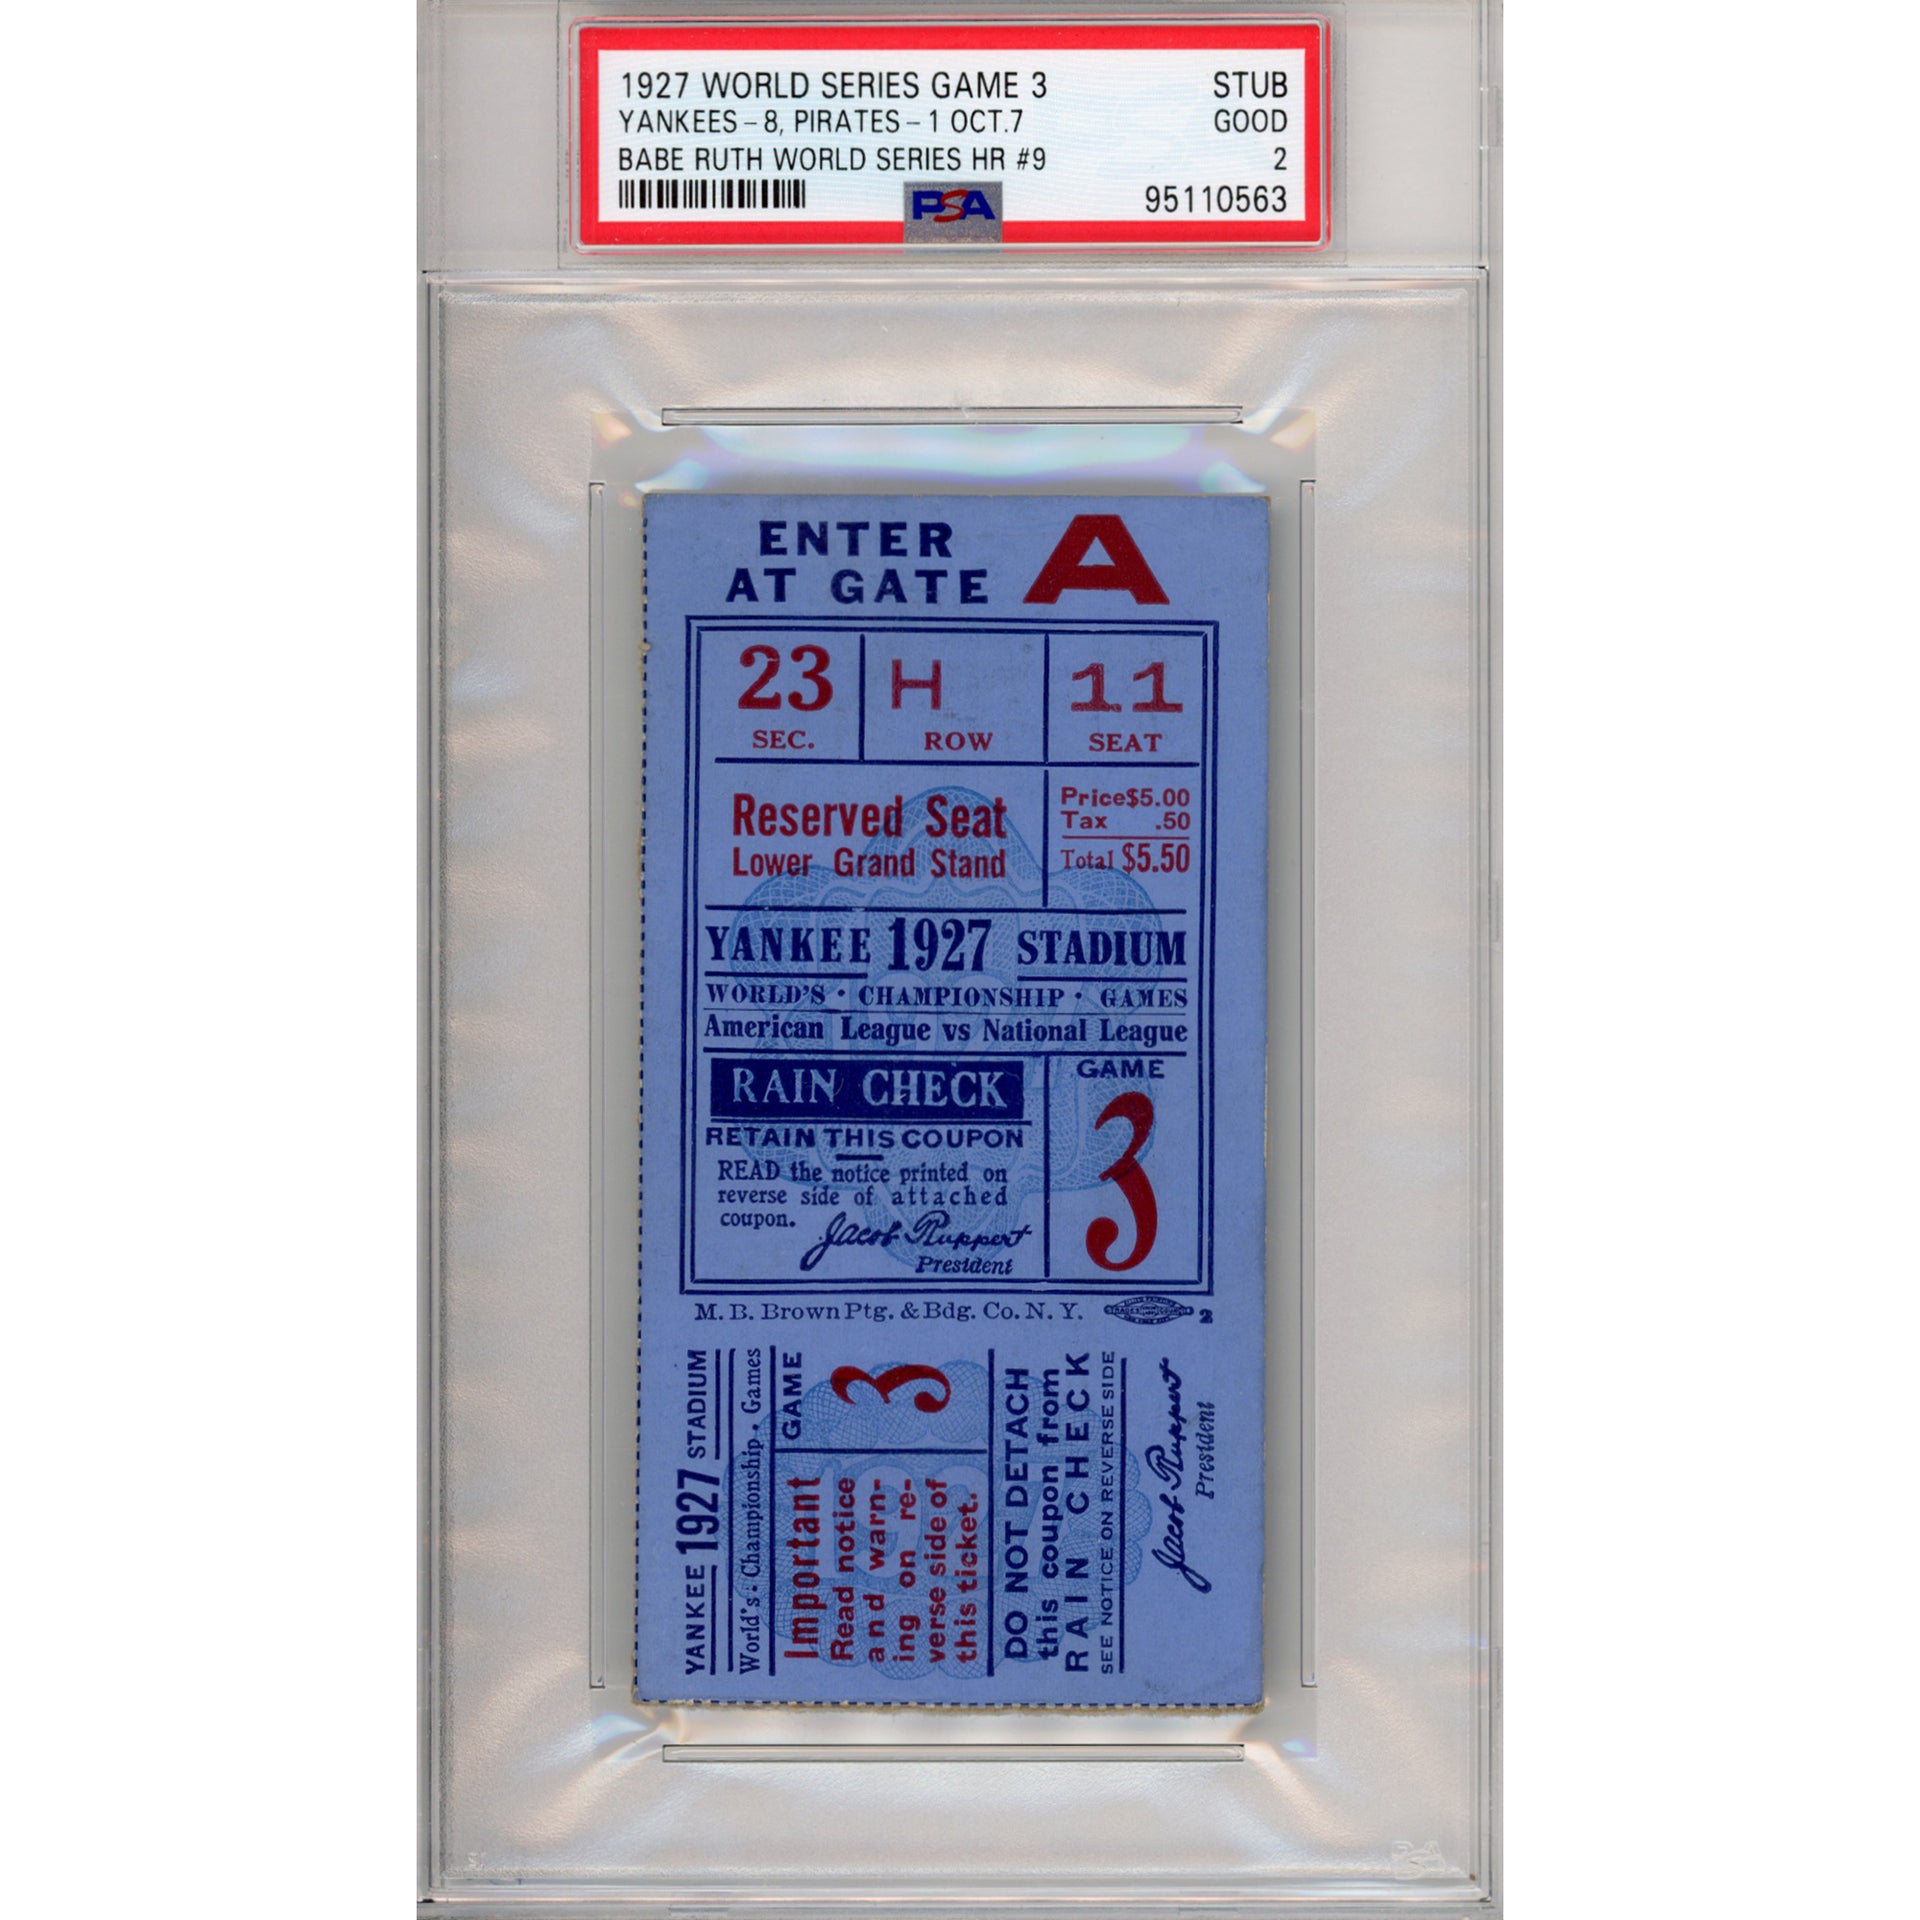 1927 WORLD SERIES GAME 3 STUB
YANKEES - 8, PIRATES - 1 OCT.7 GOOD
BABE RUTH WORLD SERIES HR #9 2
PSA 95110563
ENTER
AT GATE A
23 H 11
SEC. ROW SEAT
Reserved Seat
Lower Grand Stand
Price $5.00
Tax .50
Total $5.50
YANKEE 1927 STADIUM
WORLD'S · CHAMPIONSHIP · GAMES
American League vs National League
RAIN CHECK
RETAIN THIS COUPON
READ the notice printed on
reverse side of attached
coupon.
Jacob Ruppert
President
GAME
3
M. B. Brown Ptg. & Bdg. Co. N. Y. 2
YANKEE 1927 STADIUM
World's · Championship · Games
GAME
3
Important
Read notice
and warn-
ing on re-
verse side of
this ticket.
DO NOT DETACH
this coupon from
RAIN CHECK
SEE NOTICE ON REVERSE SIDE
Jacob Ruppert
President
PSA